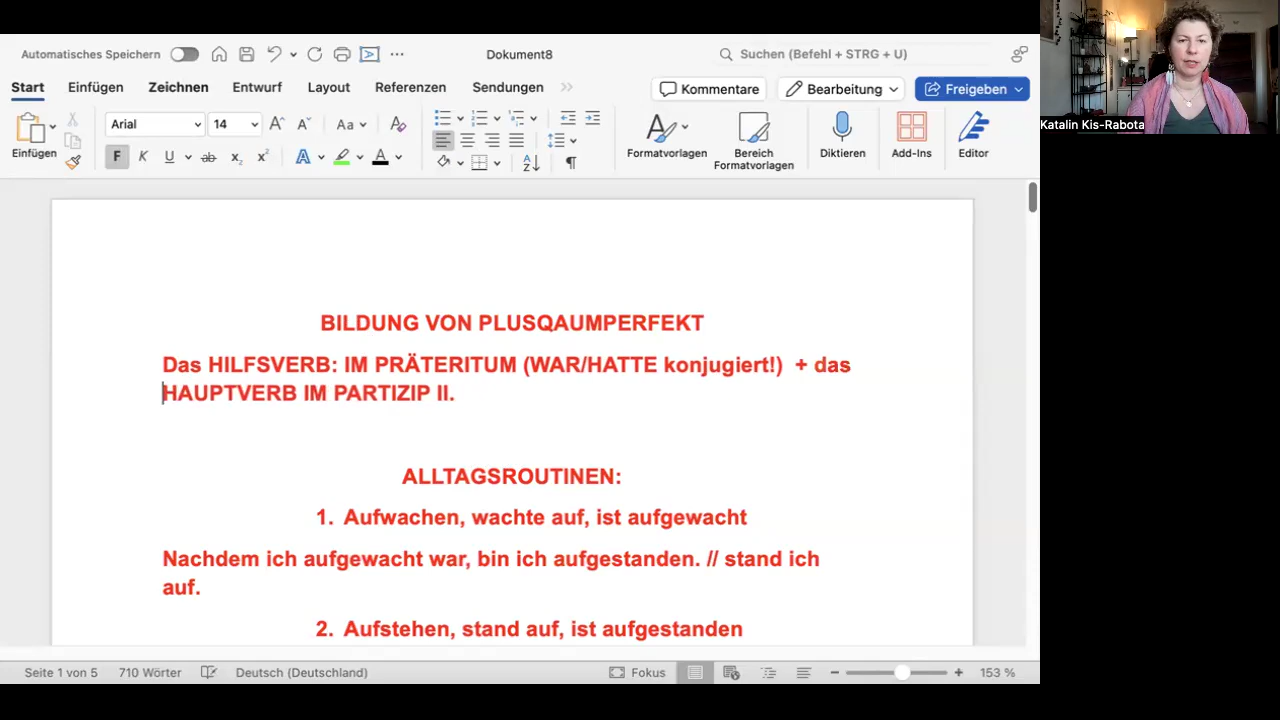 Automatisches Speichern
Dokument8
Suchen (Befehl + STRG + U)
Start Einfügen Zeichnen Entwurf Layout Referenzen Sendungen
Kommentare Bearbeitung Freigeben
Einfügen
Arial 14
Aa
F K U ab x2 x2 A A
Formatvorlagen
Bereich Formatvorlagen
Diktieren
Add-Ins
Editor
Katalin Kis-Rabota
BILDUNG VON PLUSQAUMPERFEKT
Das HILFSVERB: IM PRÄTERITUM (WAR/HATTE konjugiert!) + das
HAUPTVERB IM PARTIZIP II.
ALLTAGSROUTINEN:
1. Aufwachen, wachte auf, ist aufgewacht
Nachdem ich aufgewacht war, bin ich aufgestanden. // stand ich
auf.
2. Aufstehen, stand auf, ist aufgestanden
Seite 1 von 5 710 Wörter Deutsch (Deutschland) Fokus 153 %